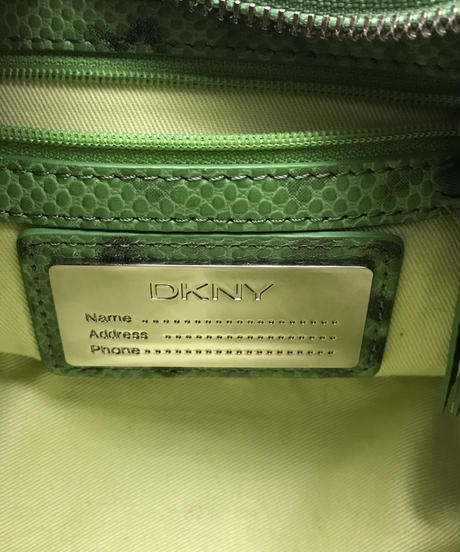 DKNY
Name ......................
Address ...................
Phone ......................